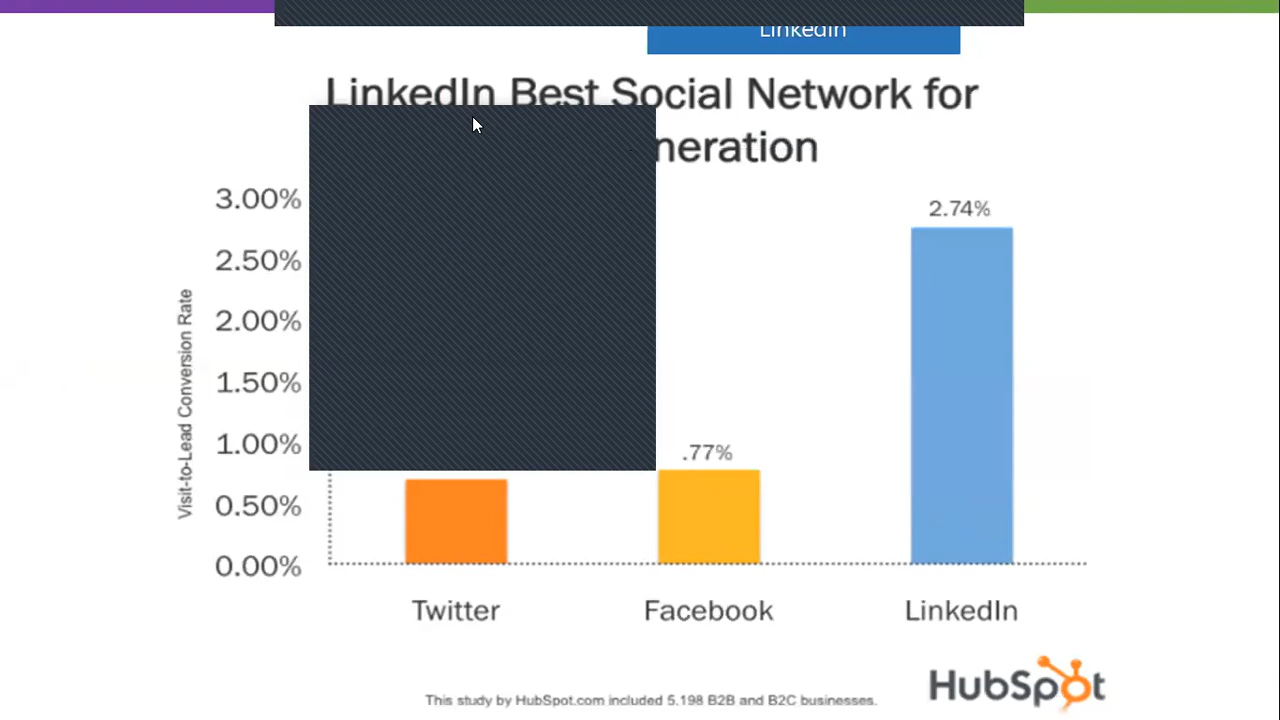 LinkedIn
LinkedIn Best Social Network for
neration
3.00%
2.74%
2.50%
2.00%
1.50%
1.00%
.77%
0.50%
0.00%
Visit-to-Lead Conversion Rate
Twitter Facebook LinkedIn
This study by HubSpot.com included 5,198 B2B and B2C businesses.
HubSpot